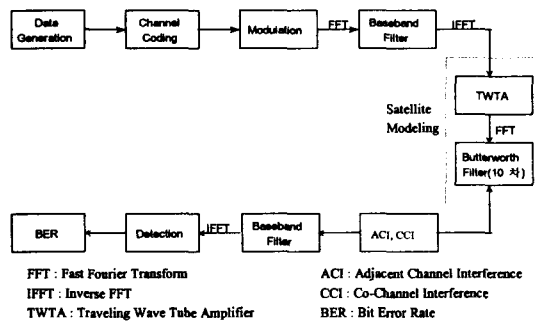 Data
Generation
Channel
Coding
Modulation
FFT
Baseband
Filter
IFFT
TWTA
Satellite
Modeling
FFT
Butterworth
Filter(10 차)
BER
Detection
IFFT
Baseband
Filter
ACI, CCI
FFT : Fast Fourier Transform
ACI : Adjacent Channel Interference
IFFT : Inverse FFT
CCI : Co-Channel Interference
TWTA : Traveling Wave Tube Amplifier
BER : Bit Error Rate